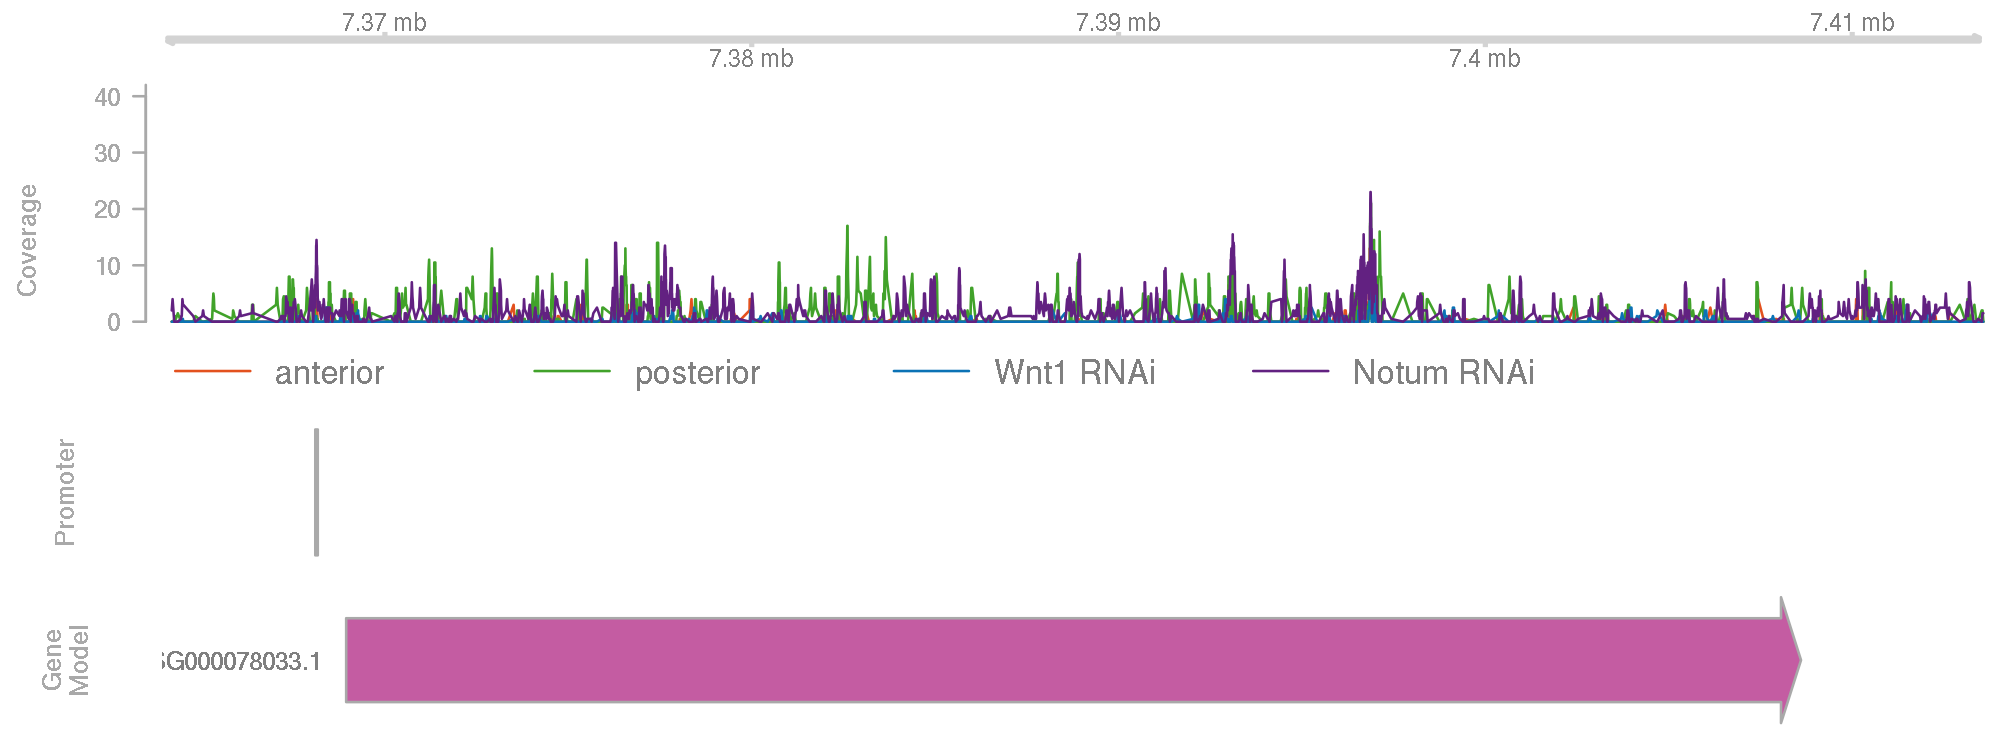 7.37 mb 7.39 mb 7.41 mb
7.38 mb 7.4 mb
Coverage
40
30
20
10
0
anterior posterior Wnt1 RNAi Notum RNAi
Promoter
Gene
Model
G000078033.1